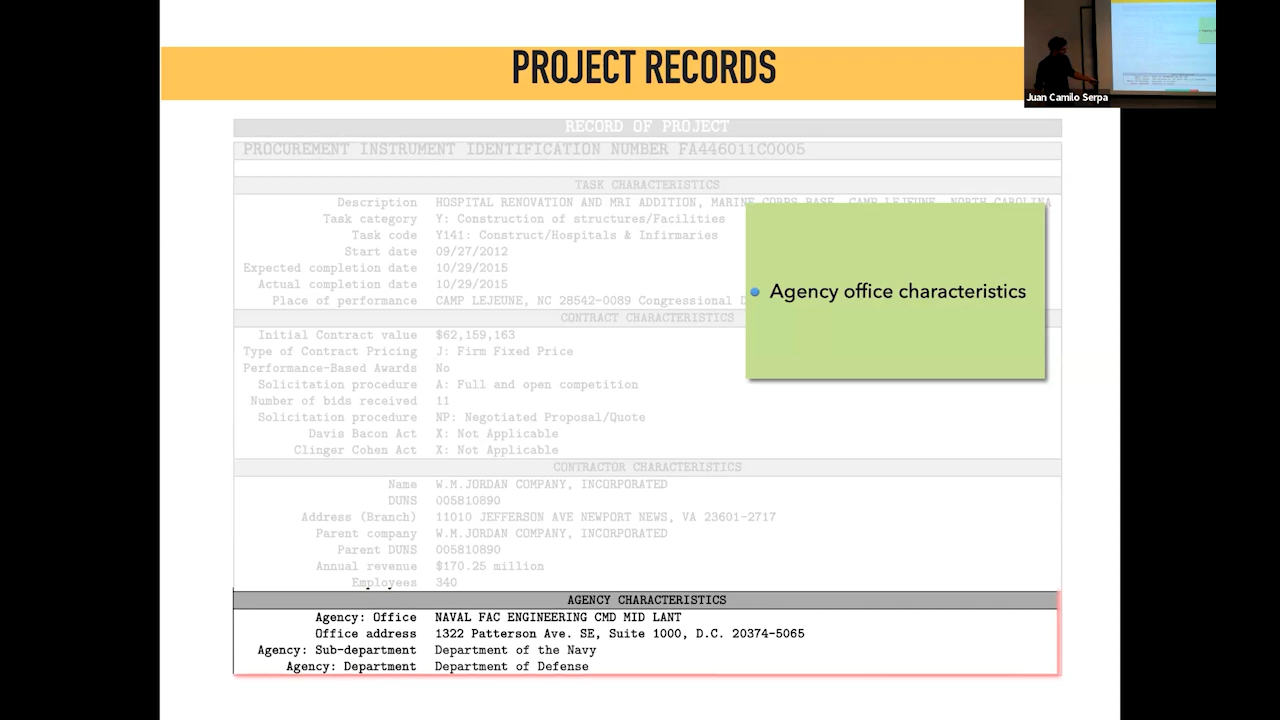 PROJECT RECORDS
Juan Camilo Serpa
RECORD OF PROJECT
PROCUREMENT INSTRUMENT IDENTIFICATION NUMBER FA446011C0005
TASK CHARACTERISTICS
Description HOSPITAL RENOVATION AND MRI ADDITION, MARINE CORPS BASE, CAMP LEJEUNE, NORTH CAROLINA
Task category Y: Construction of structures/Facilities
Task code Y141: Construct/Hospitals & Infirmaries
Start date 09/27/2012
Expected completion date 10/29/2015
Actual completion date 10/29/2015
Place of performance CAMP LEJEUNE, NC 28542-0089 Congressional
• Agency office characteristics
CONTRACT CHARACTERISTICS
Initial Contract value $62,159,163
Type of Contract Pricing J: Firm Fixed Price
Performance-Based Awards No
Solicitation procedure A: Full and open competition
Number of bids received 11
Solicitation procedure NP: Negotiated Proposal/Quote
Davis Bacon Act X: Not Applicable
Clinger Cohen Act X: Not Applicable
CONTRACTOR CHARACTERISTICS
Name W.M.JORDAN COMPANY, INCORPORATED
DUNS 005810890
Address (Branch) 11010 JEFFERSON AVE NEWPORT NEWS, VA 23601-2717
Parent company W.M.JORDAN COMPANY, INCORPORATED
Parent DUNS 005810890
Annual revenue $170.25 million
Employees 340
AGENCY CHARACTERISTICS
Agency: Office NAVAL FAC ENGINEERING CMD MID LANT
Office address 1322 Patterson Ave. SE, Suite 1000, D.C. 20374-5065
Agency: Sub-department Department of the Navy
Agency: Department Department of Defense